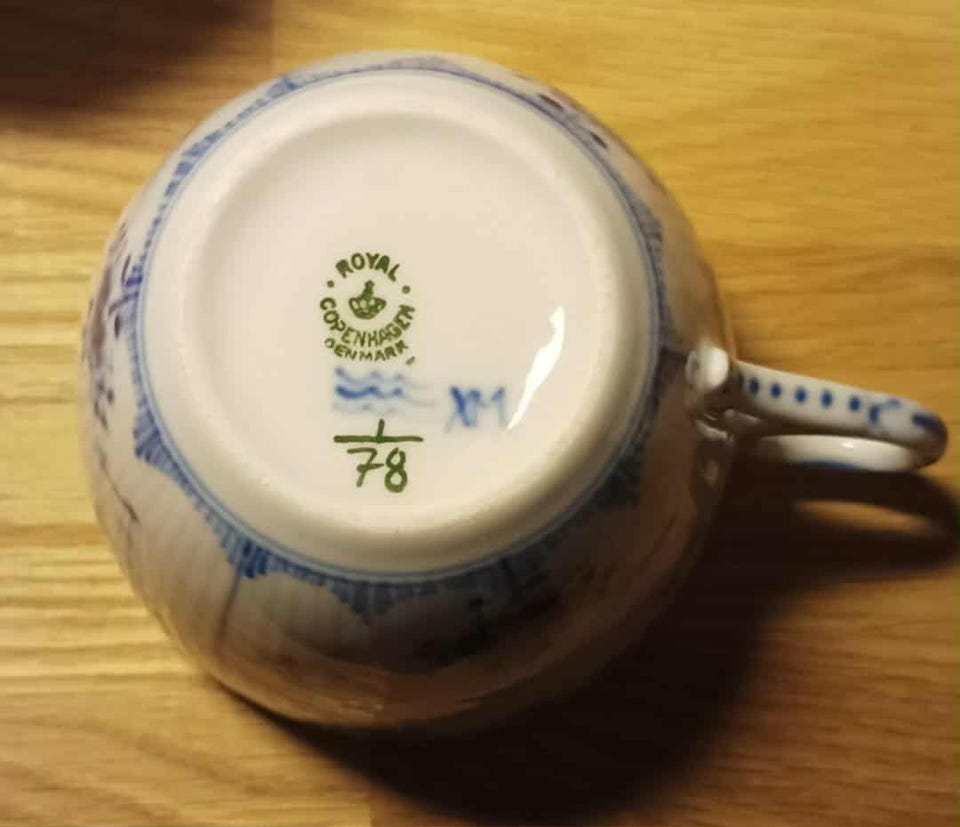 ROYAL
COPENHAGEN
DENMARK
1
78